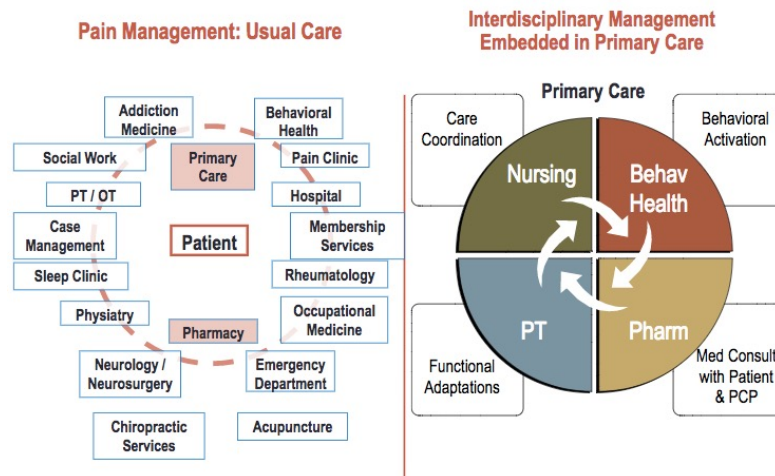 Pain Management: Usual Care
Addiction
Medicine
Behavioral
Health
Social Work
Primary
Care
Pain Clinic
PT / OT
Hospital
Case
Management
Patient
Membership
Services
Sleep Clinic
Rheumatology
Physiatry
Pharmacy
Occupational
Medicine
Neurology /
Neurosurgery
Emergency
Department
Chiropractic
Services
Acupuncture
Interdisciplinary Management
Embedded in Primary Care
Primary Care
Care
Coordination
Behavioral
Activation
Nursing
Behav
Health
PT
Pharm
Functional
Adaptations
Med Consult
with Patient
& PCP